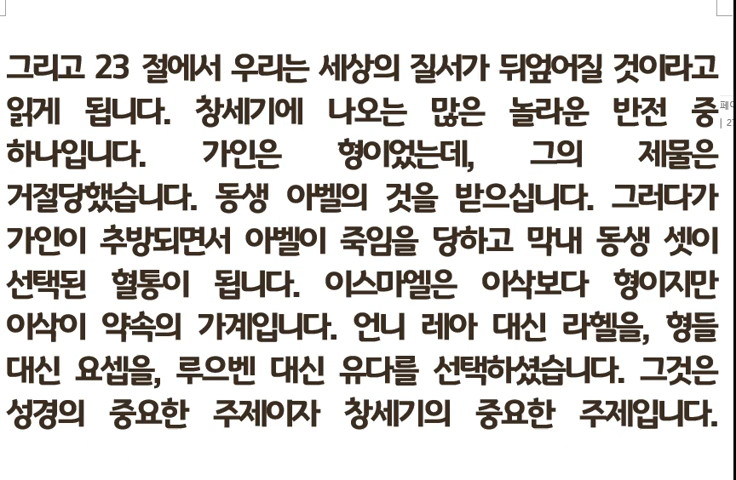 그리고 23 절에서 우리는 세상의 질서가 뒤엎어질 것이라고
읽게 됩니다. 창세기에 나오는 많은 놀라운 반전 중
하나입니다. 가인은 형이었는데, 그의 제물은
거절당했습니다. 동생 아벨의 것을 받으십니다. 그러다가
가인이 추방되면서 아벨이 죽임을 당하고 막내 동생 셋이
선택된 혈통이 됩니다. 이스마엘은 이삭보다 형이지만
이삭이 약속의 가계입니다. 언니 레아 대신 라헬을, 형들
대신 요셉을, 루으벤 대신 유다를 선택하셨습니다. 그것은
성경의 중요한 주제이자 창세기의 중요한 주제입니다.